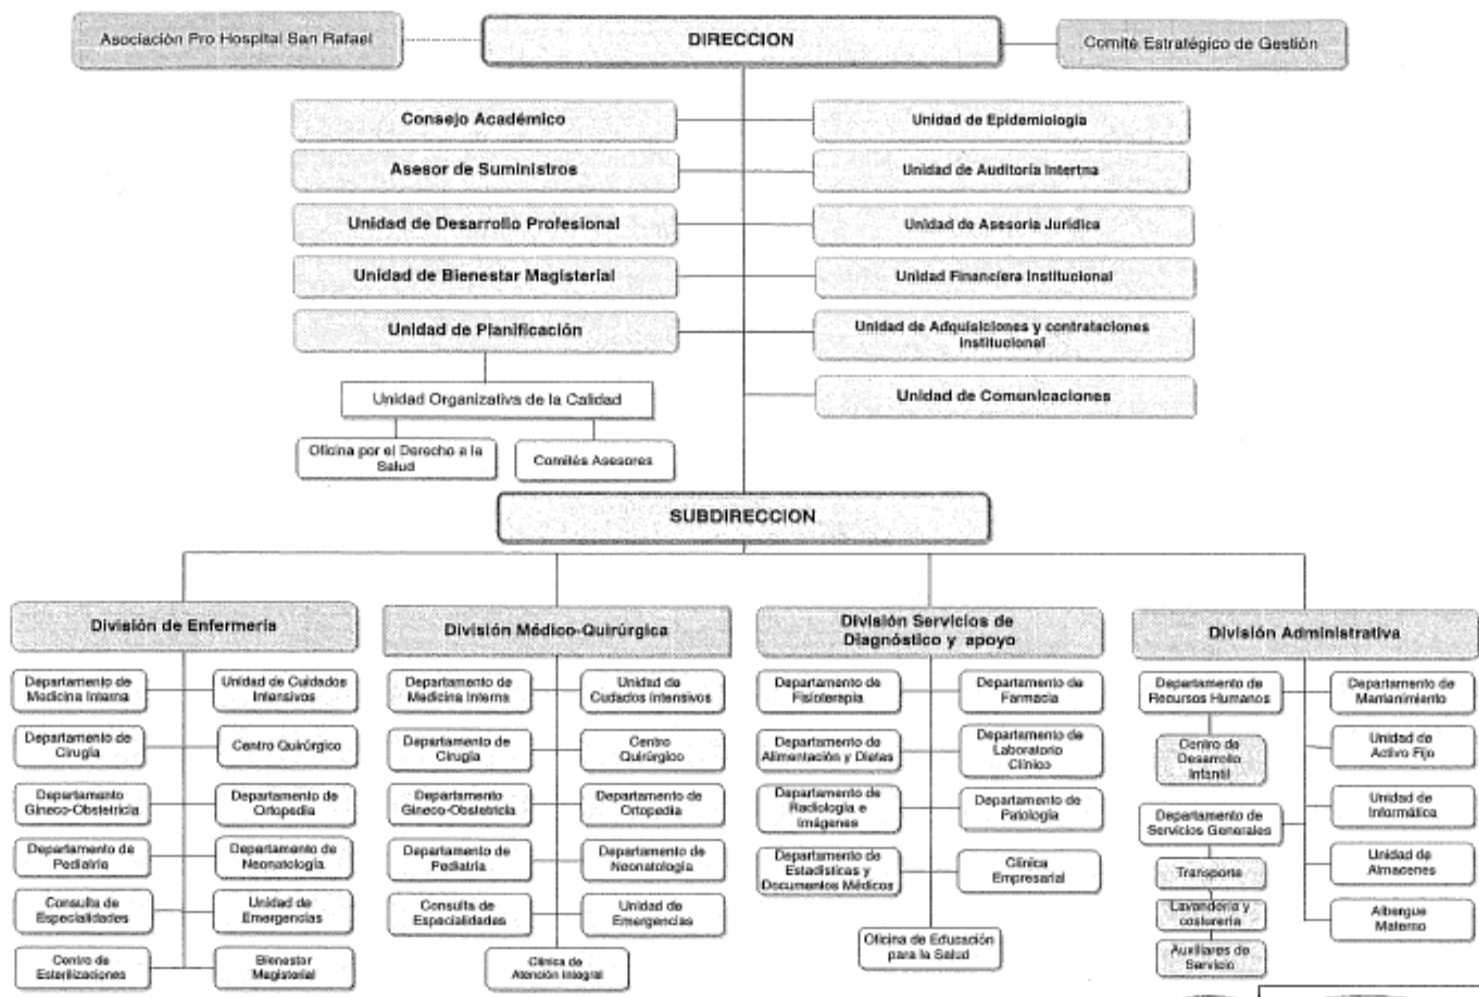 Asociación Pro Hospital San Rafael
DIRECCION
Comité Estratégico de Gestión
Consejo Académico
Unidad de Epidemiología
Asesor de Suministros
Unidad de Auditoría Intertna
Unidad de Desarrollo Profesional
Unidad de Asesoría Jurídica
Unidad de Bienestar Magisterial
Unidad Financiera Institucional
Unidad de Planificación
Unidad de Adquisiciones y contrataciones
institucional
Unidad Organizativa de la Calidad
Unidad de Comunicaciones
Oficina por el Derecho a la
Salud
Comités Asesores
SUBDIRECCION
División de Enfermería
Departamento de
Medicina Interna
Unidad de Cuidados
Intensivos
Departamento de
Cirugía
Centro Quirúrgico
Departamento
Gineco-Obstetricia
Departamento de
Ortopedia
Departamento de
Pediatría
Departamento de
Neonatología
Consulta de
Especialidades
Unidad de
Emergencias
Centro de
Esterilizaciones
Bienestar
Magisterial
División Médico-Quirúrgica
Departamento de
Medicina Interna
Unidad de
Cudados Intensivos
Departamento de
Cirugía
Centro
Quirúrgico
Departamento
Gineco-Obstetricia
Departamento de
Ortopedia
Departamento de
Pediatría
Departamento de
Neonatología
Consulta de
Especialidades
Unidad de
Emergencias
Clínica de
Atención Integral
División Servicios de
Diagnóstico y apoyo
Departamento de
Fisioterapia
Departamento de
Farmacia
Departamento de
Alimentación y Dietas
Departamento de
Laboratorio
Clínico
Departamento de
Radiología e
Imágenes
Departamento de
Patología
Departamento de
Estadísticas y
Documentos Médicos
Clínica
Empresarial
Oficina de Educación
para la Salud
División Administrativa
Departamento de
Recursos Humanos
Departamento de
Mantanimiento
Centro de
Desarrollo
Infantil
Unidad de
Activo Fijo
Departamento de
Servicios Generales
Unidad de
Informática
Transporte
Unidad de
Almacenes
Lavandería y
costurería
Albergue
Materno
Auxiliares de
Servicio